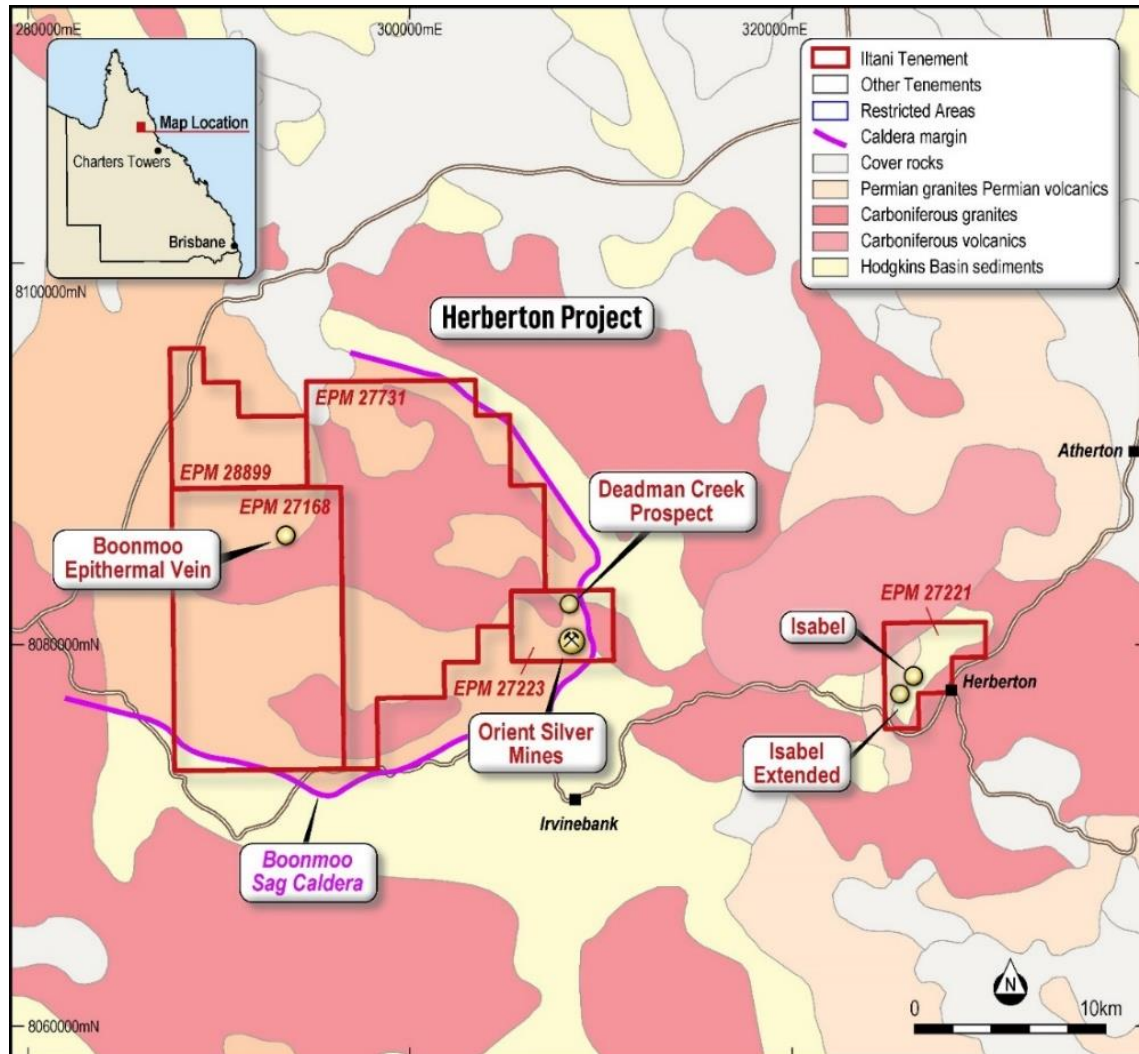 280000mE
300000mE
320000mE
Map Location
Charters Towers
Brisbane
Iltani Tenement
Other Tenements
Restricted Areas
Caldera margin
Cover rocks
Permian granites Permian volcanics
Carboniferous granites
Carboniferous volcanics
Hodgkins Basin sediments
8100000mN
Herberton Project
EPM 27731
Atherton
EPM 28899
EPM 27168
Deadman Creek
Prospect
Boonmoo
Epithermal Vein
EPM 27221
Isabel
8080000mN
EPM 27223
Herberton
Orient Silver
Mines
Isabel
Extended
Irvinebank
Boonmoo
Sag Caldera
N
0
10km
8060000mN